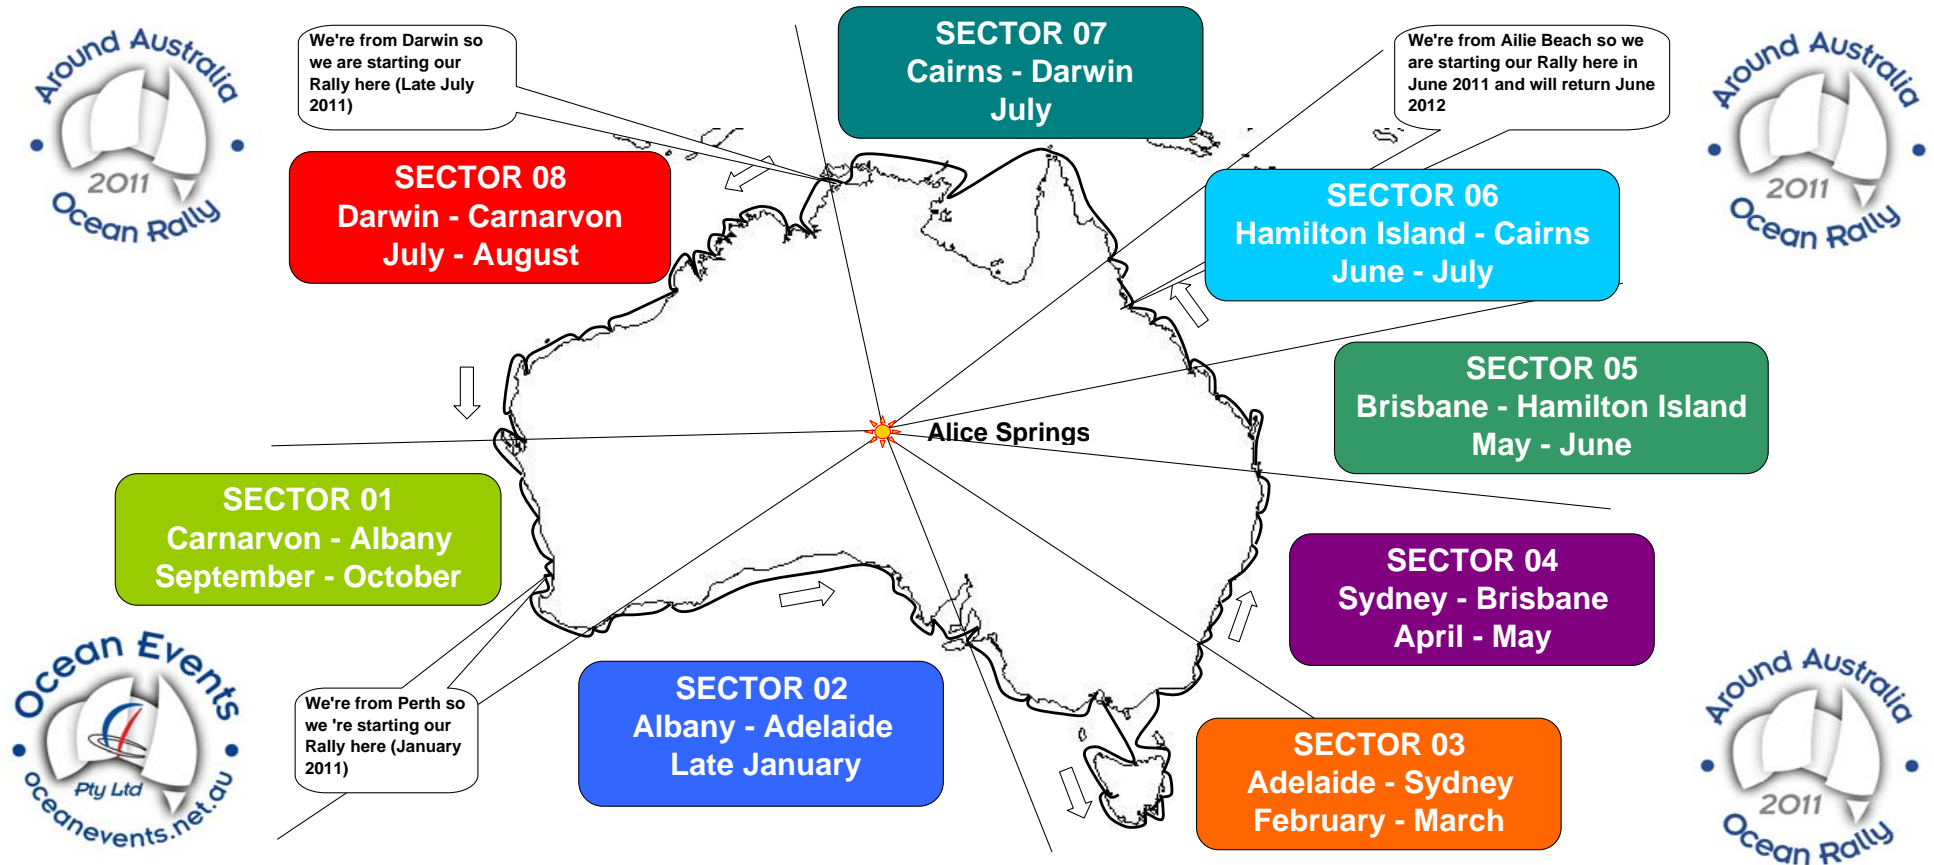 Around Australia
2011
Ocean Rally
We're from Darwin so
we are starting our
Rally here (Late July
2011)
SECTOR 07
Cairns - Darwin
July
We're from Ailie Beach so we
are starting our Rally here in
June 2011 and will return June
2012
Around Australia
2011
Ocean Rally
SECTOR 08
Darwin - Carnarvon
July - August
SECTOR 06
Hamilton Island - Cairns
June - July
SECTOR 05
Brisbane - Hamilton Island
May - June
Alice Springs
SECTOR 01
Carnarvon - Albany
September - October
SECTOR 04
Sydney - Brisbane
April - May
Ocean Events
Pty Ltd
oceanevents.net.au
We're from Perth so
we 're starting our
Rally here (January
2011)
SECTOR 02
Albany - Adelaide
Late January
SECTOR 03
Adelaide - Sydney
February - March
Around Australia
2011
Ocean Rally